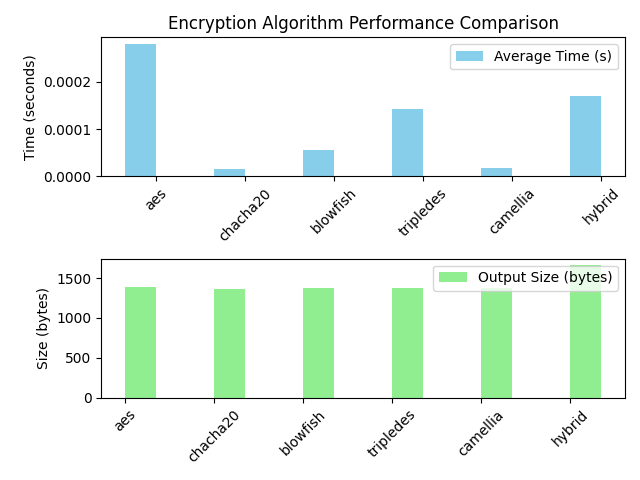 Encryption Algorithm Performance Comparison
Time (seconds)
0.0002
0.0001
0.0000
Average Time (s)
aes
chacha20
blowfish
tripledes
camellia
hybrid
Size (bytes)
1500
1000
500
0
Output Size (bytes)
aes
chacha20
blowfish
tripledes
camellia
hybrid